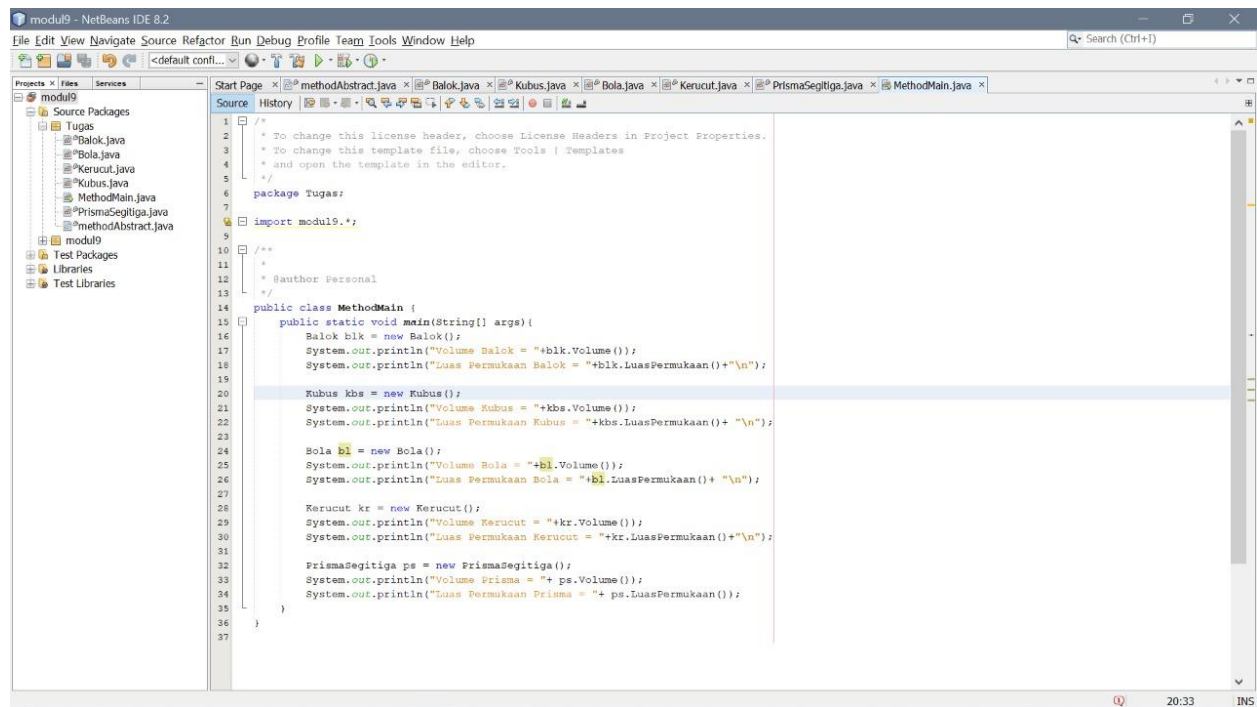 modul9 - NetBeans IDE 8.2
File Edit View Navigate Source Refactor Run Debug Profile Team Tools Window Help
Search (Ctrl+I)
<default confi...
Projects × Files Services
Start Page × methodAbstract.java × Balok.java × Kubus.java × Bola.java × Kerucut.java × PrismaSegitiga.java × MethodMain.java ×
modul9
Source Packages
Tugas
Balok.java
Bola.java
Kerucut.java
Kubus.java
MethodMain.java
PrismaSegitiga.java
methodAbstract.java
modul9
Test Packages
Libraries
Test Libraries
Source History
1 /*
2 * To change this license header, choose License Headers in Project Properties.
3 * To change this template file, choose Tools | Templates
4 * and open the template in the editor.
5 */
6 package Tugas;
7
import modul9.*;
9
10 /**
11 *
12 * @author Personal
13 */
14 public class MethodMain {
15 public static void main(String[] args){
16 Balok blk = new Balok();
17 System.out.println("Volume Balok = "+blk.Volume());
18 System.out.println("Luas Permukaan Balok = "+blk.LuasPermukaan()+"\n");
19
20 Kubus kbs = new Kubus();
21 System.out.println("Volume Kubus = "+kbs.Volume());
22 System.out.println("Luas Permukaan Kubus = "+kbs.LuasPermukaan()+ "\n");
23
24 Bola bl = new Bola();
25 System.out.println("Volume Bola = "+bl.Volume());
26 System.out.println("Luas Permukaan Bola = "+bl.LuasPermukaan()+ "\n");
27
28 Kerucut kr = new Kerucut();
29 System.out.println("Volume Kerucut = "+kr.Volume());
30 System.out.println("Luas Permukaan Kerucut = "+kr.LuasPermukaan()+"\n");
31
32 PrismaSegitiga ps = new PrismaSegitiga();
33 System.out.println("Volume Prisma = "+ ps.Volume());
34 System.out.println("Luas Permukaan Prisma = "+ ps.LuasPermukaan());
35 }
36 }
37
20:33 INS